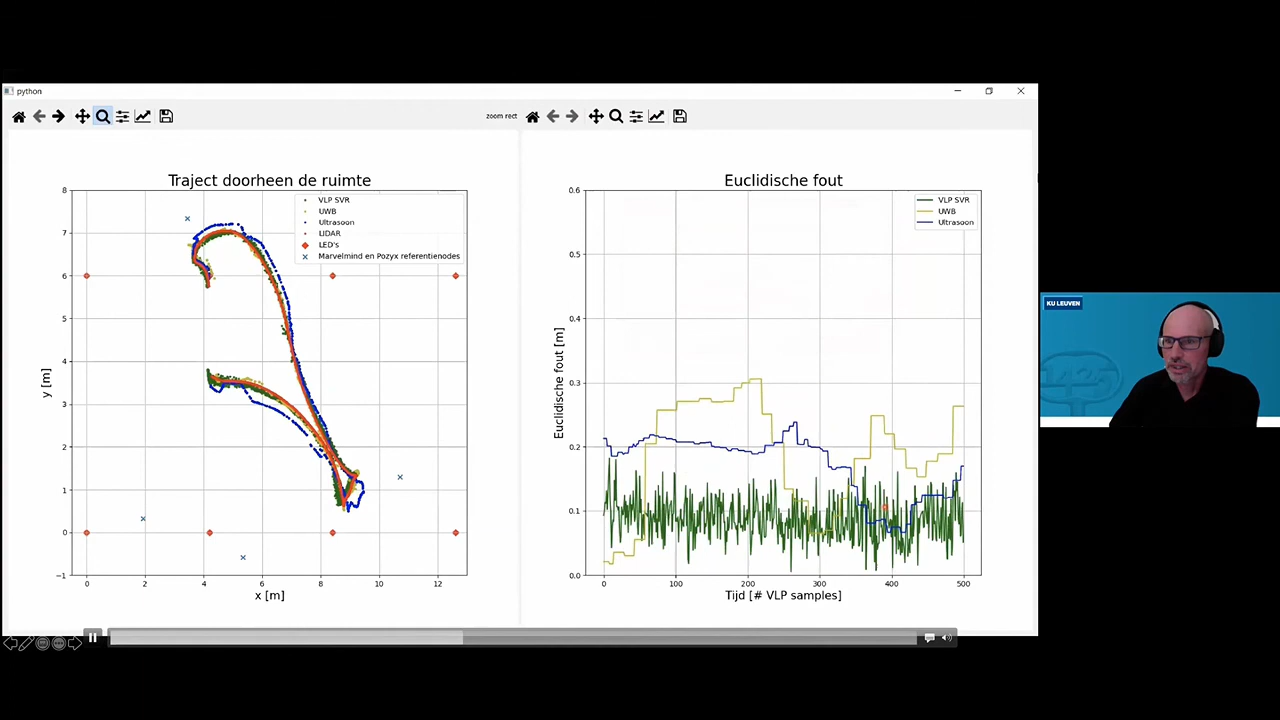 python
zoom rect
Traject doorheen de ruimte
VLP SVR
UWB
Ultrasoon
LIDAR
LED's
Marvelmind en Pozyx referentienodes
8
7
6
5
4
3
2
1
0
−1
y [m]
0
2
4
6
8
10
12
x [m]
Euclidische fout
VLP SVR
UWB
Ultrasoon
0.6
0.5
0.4
0.3
0.2
0.1
0.0
Euclidische fout [m]
0
100
200
300
400
500
Tijd [# VLP samples]
KU LEUVEN
1425